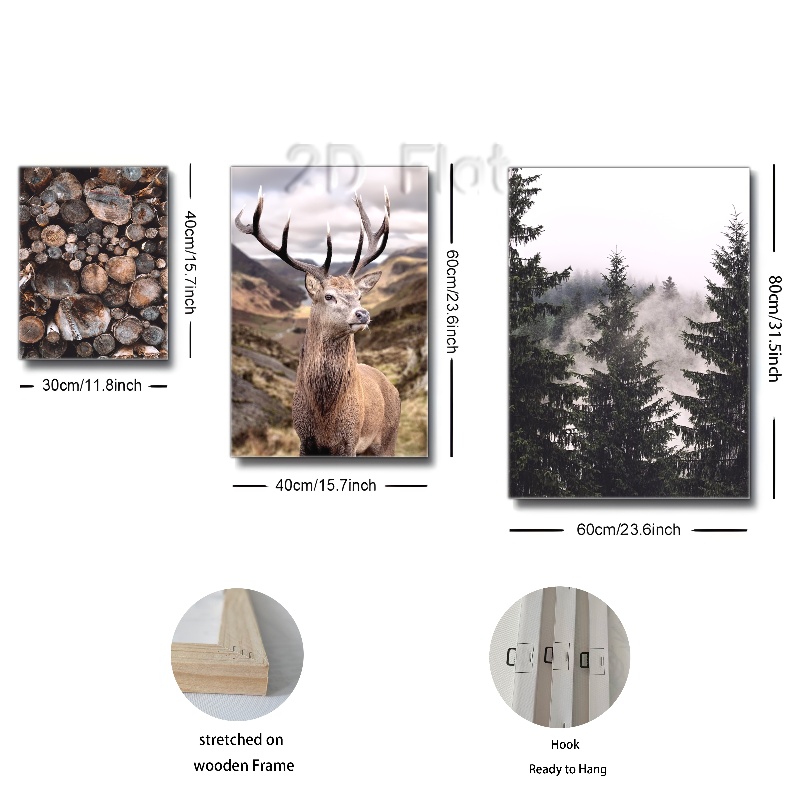 2D Flat
40cm/15.7inch
30cm/11.8inch
60cm/23.6inch
40cm/15.7inch
80cm/31.5inch
60cm/23.6inch
stretched on
wooden Frame
Hook
Ready to Hang